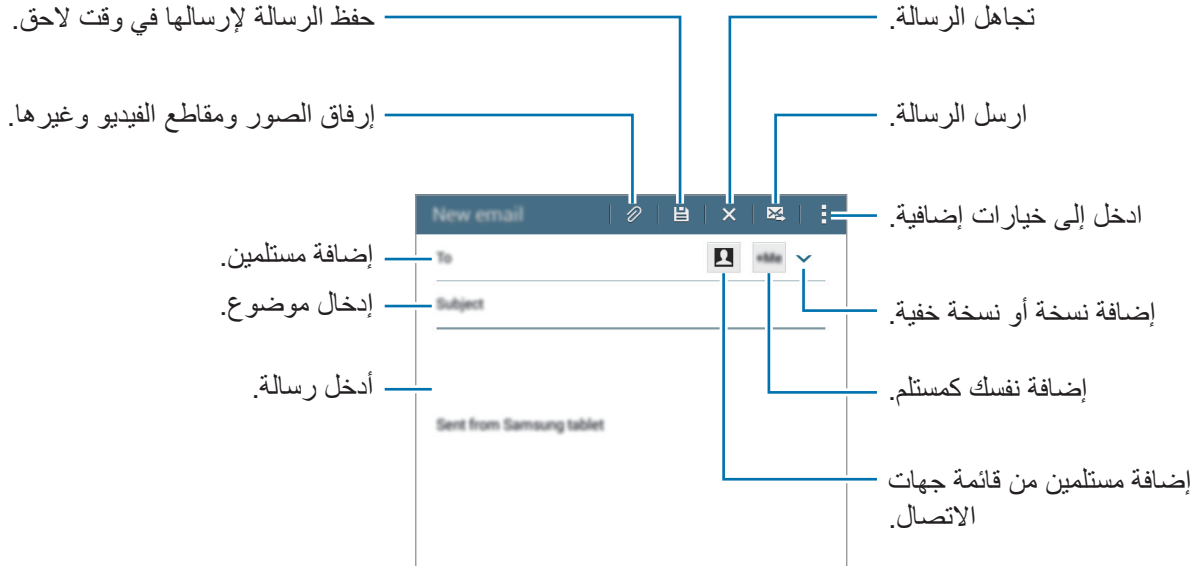 حفظ الرسالة لإرسالها في وقت لاحق.
تجاهل الرسالة.
إرفاق الصور ومقاطع الفيديو وغيرها.
ارسل الرسالة.
New email
ادخل إلى خيارات إضافية.
إضافة مستلمين.
To
+Me
إدخال موضوع.
Subject
إضافة نسخة أو نسخة خفية.
أدخل رسالة.
إضافة نفسك كمستلم.
Sent from Samsung tablet
إضافة مستلمين من قائمة جهات
الاتصال.